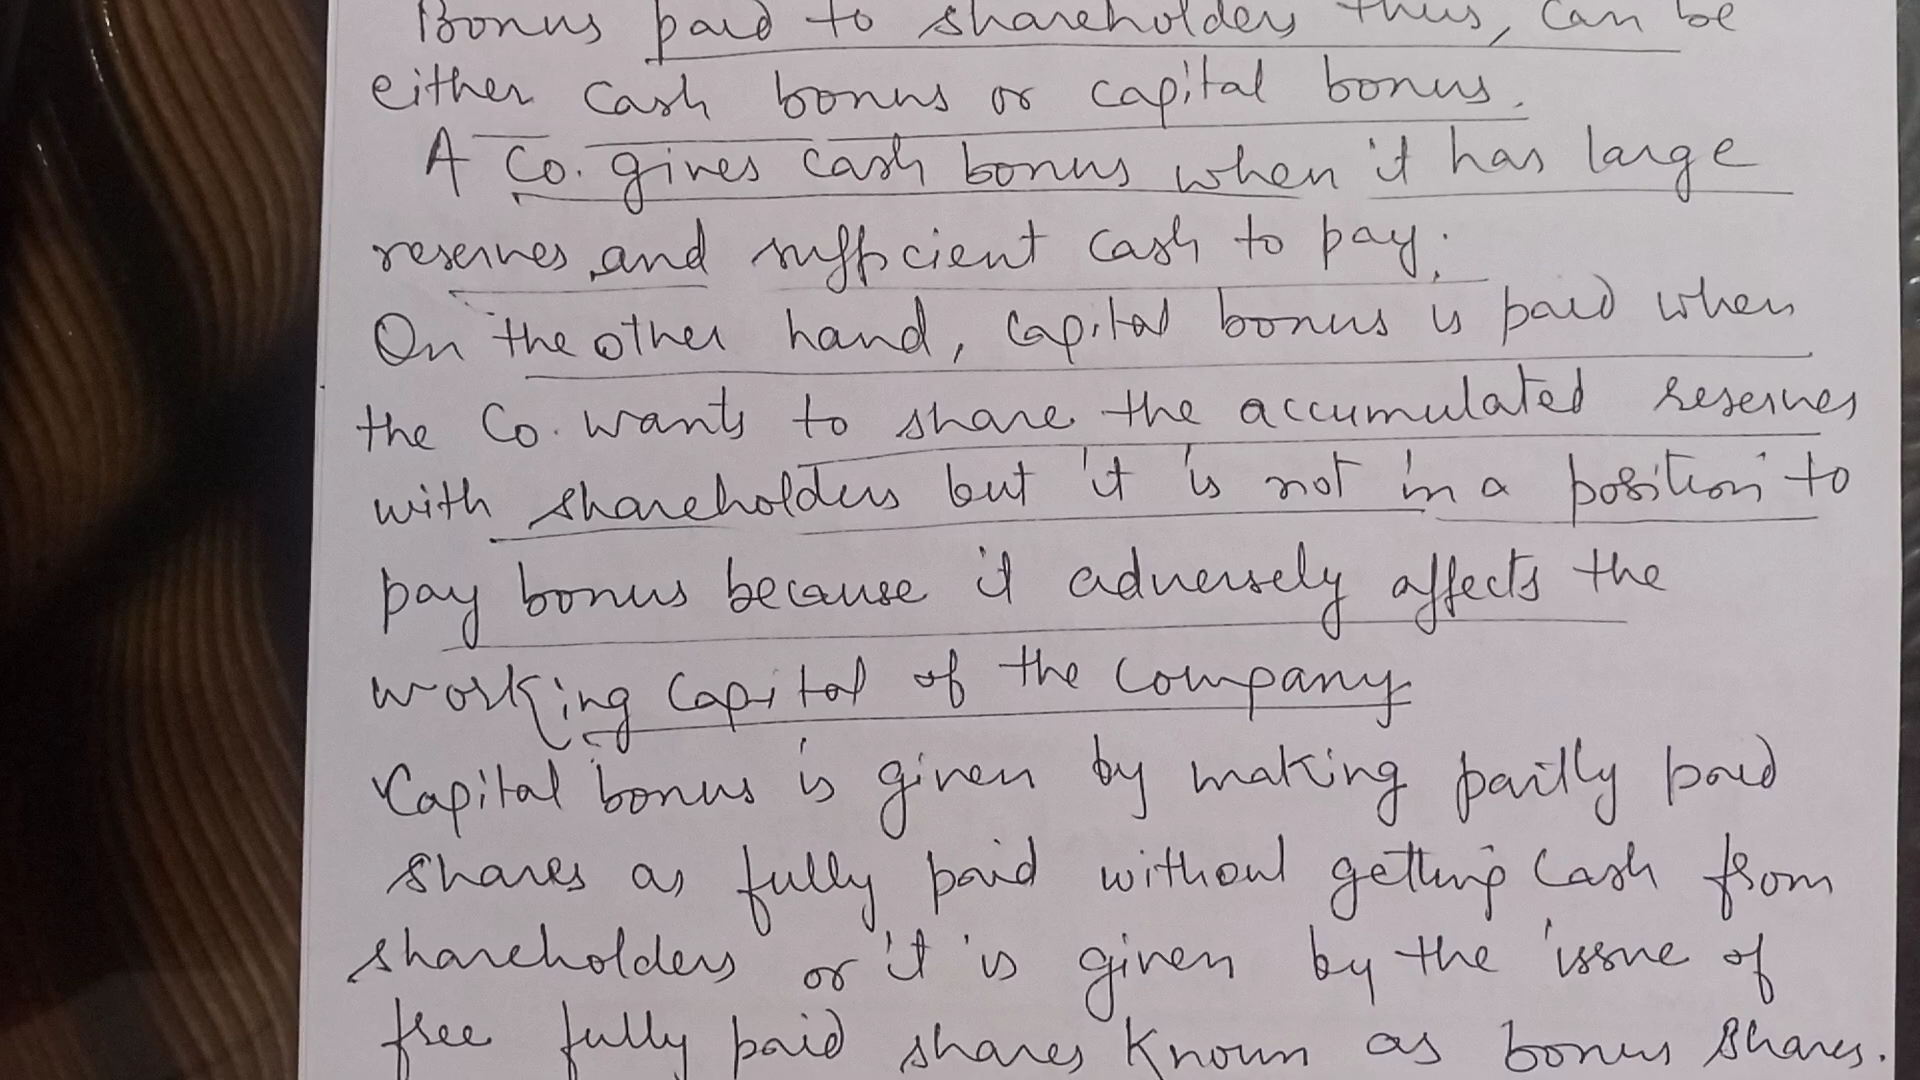 Bonus paid to shareholders thus, can be
either cash bonus or capital bonus.
A Co. gives cash bonus when it has large
reserves and sufficient cash to pay.
On the other hand, capital bonus is paid when
the Co. wants to share the accumulated reserves
with shareholders but it is not in a position to
pay bonus because it adversely affects the
working capital of the company
Capital bonus is given by making partly paid
shares as fully paid without getting cash from
shareholders or it is given by the issue of
free fully paid shares known as bonus shares.